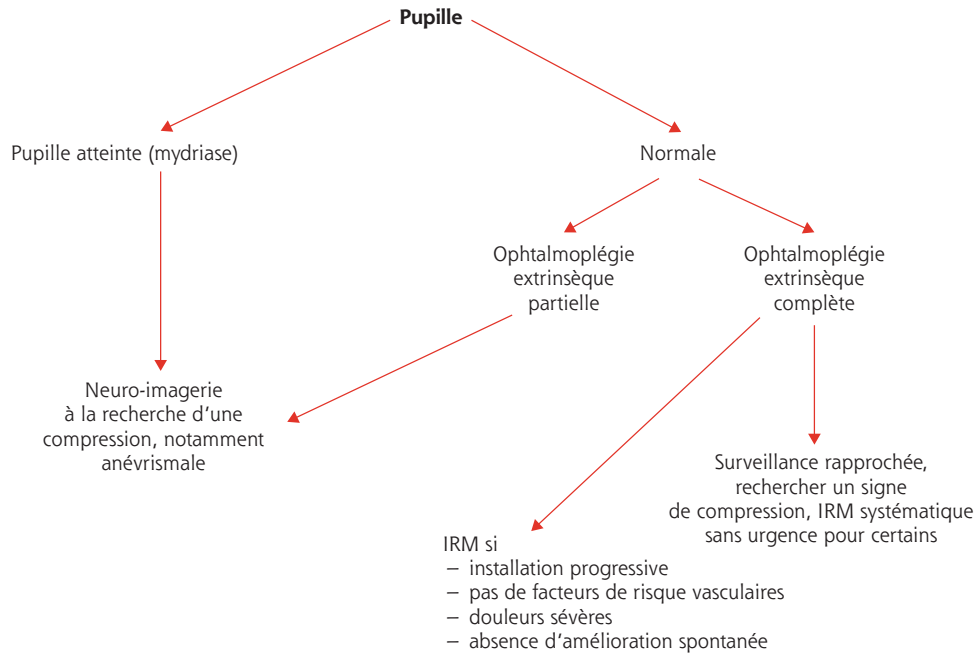 Pupille
Pupille atteinte (mydriase)
Normale
Ophtalmoplégie
extrinsèque
partielle
Ophtalmoplégie
extrinsèque
complète
Neuro-imagerie
à la recherche d’une
compression, notamment
anévrismale
Surveillance rapprochée,
rechercher un signe
de compression, IRM systématique
sans urgence pour certains
IRM si
– installation progressive
– pas de facteurs de risque vasculaires
– douleurs sévères
– absence d’amélioration spontanée